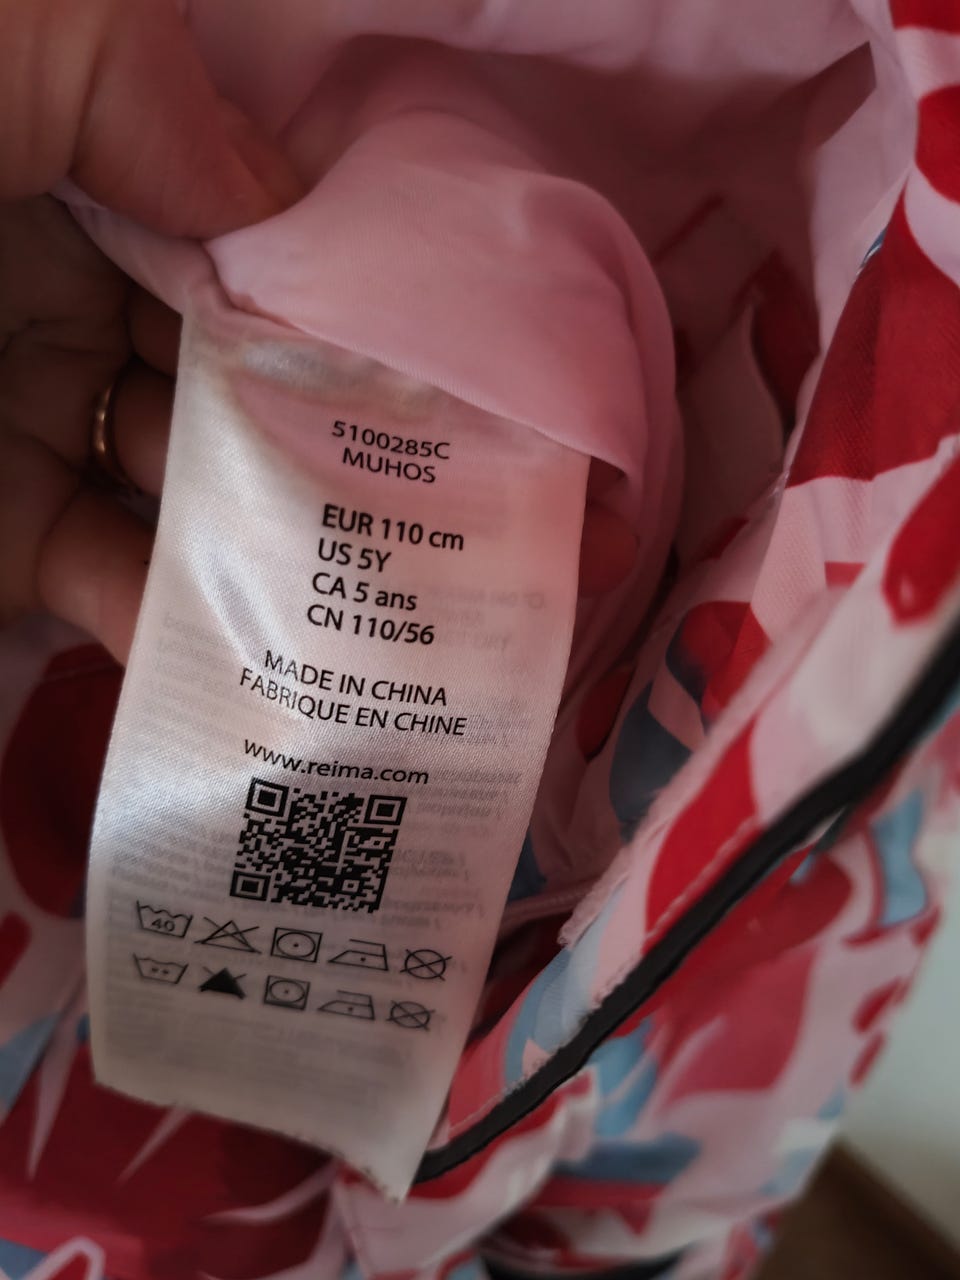 5100285C
MUHOS
EUR 110 cm
US 5Y
CA 5 ans
CN 110/56
MADE IN CHINA
FABRIQUE EN CHINE
www.reima.com
40